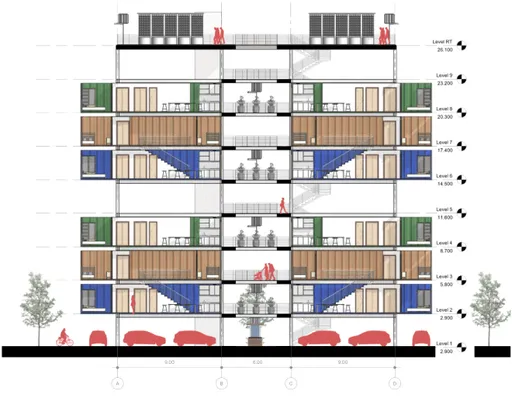 Level RT
26.100
Level 9
23.200
Level 8
20.300
Level 7
17.400
Level 6
14.500
Level 5
11.600
Level 4
8.700
Level 3
5.800
Level 2
2.900
Level 1
2.900
9.00
6.00
9.00
A
B
C
D